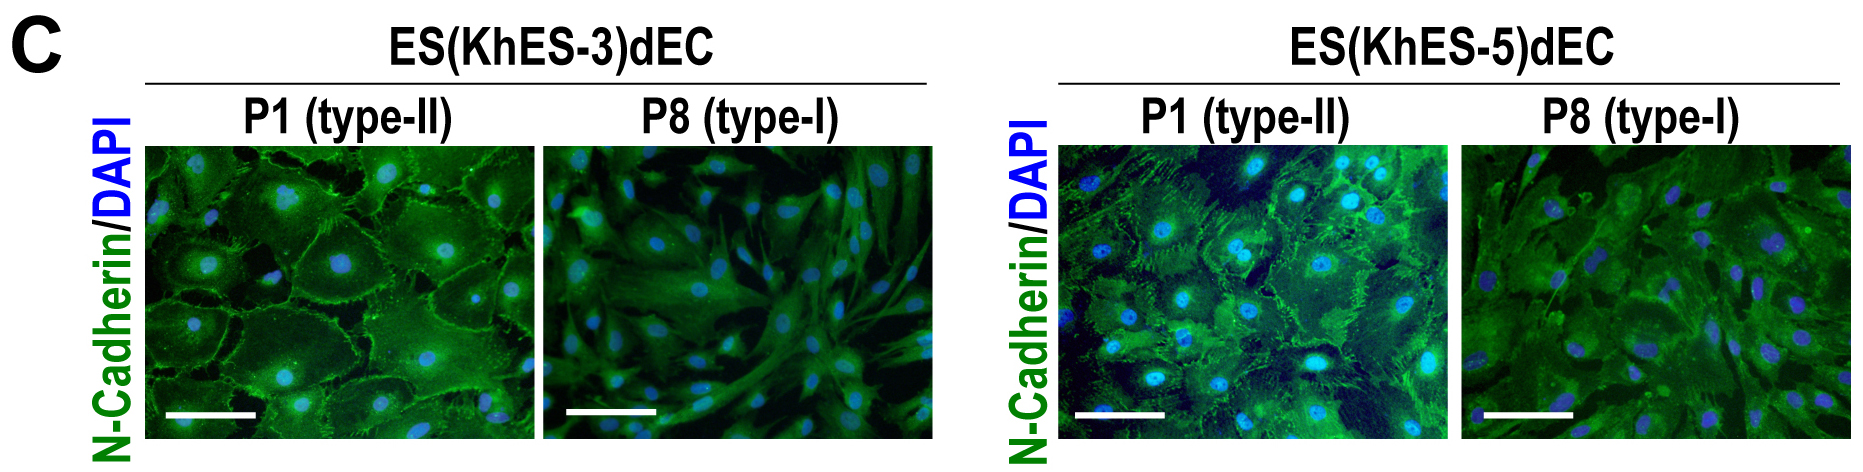 C
ES(KhES-3)dEC
P1 (type-II)
P8 (type-I)
N-Cadherin/DAPI
ES(KhES-5)dEC
P1 (type-II)
P8 (type-I)
N-Cadherin/DAPI